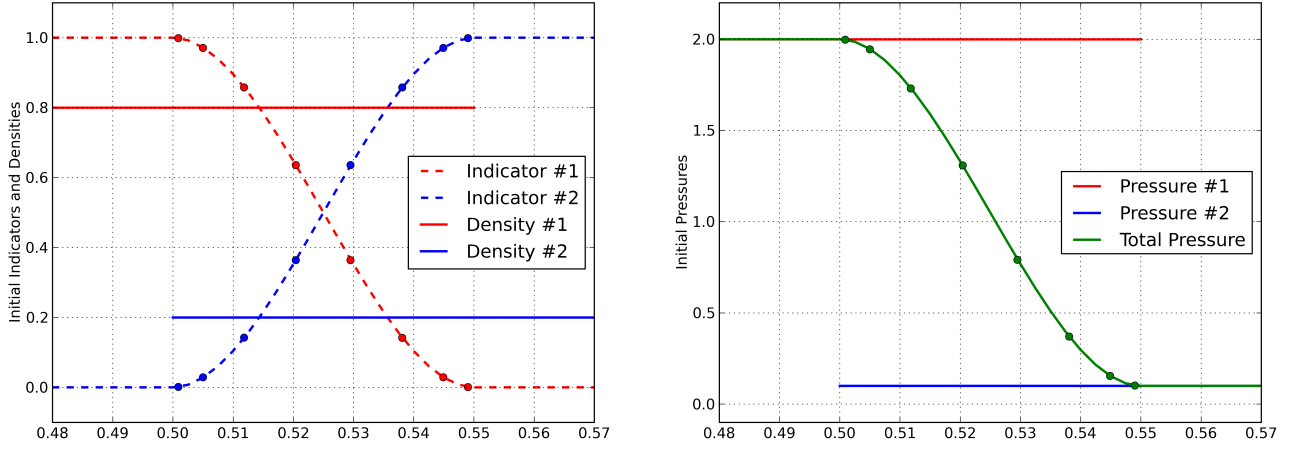 Initial Indicators and Densities
1.0
0.8
0.6
0.4
0.2
0.0
0.48 0.49 0.50 0.51 0.52 0.53 0.54 0.55 0.56 0.57
Indicator #1
Indicator #2
Density #1
Density #2
Initial Pressures
2.0
1.5
1.0
0.5
0.0
0.48 0.49 0.50 0.51 0.52 0.53 0.54 0.55 0.56 0.57
Pressure #1
Pressure #2
Total Pressure